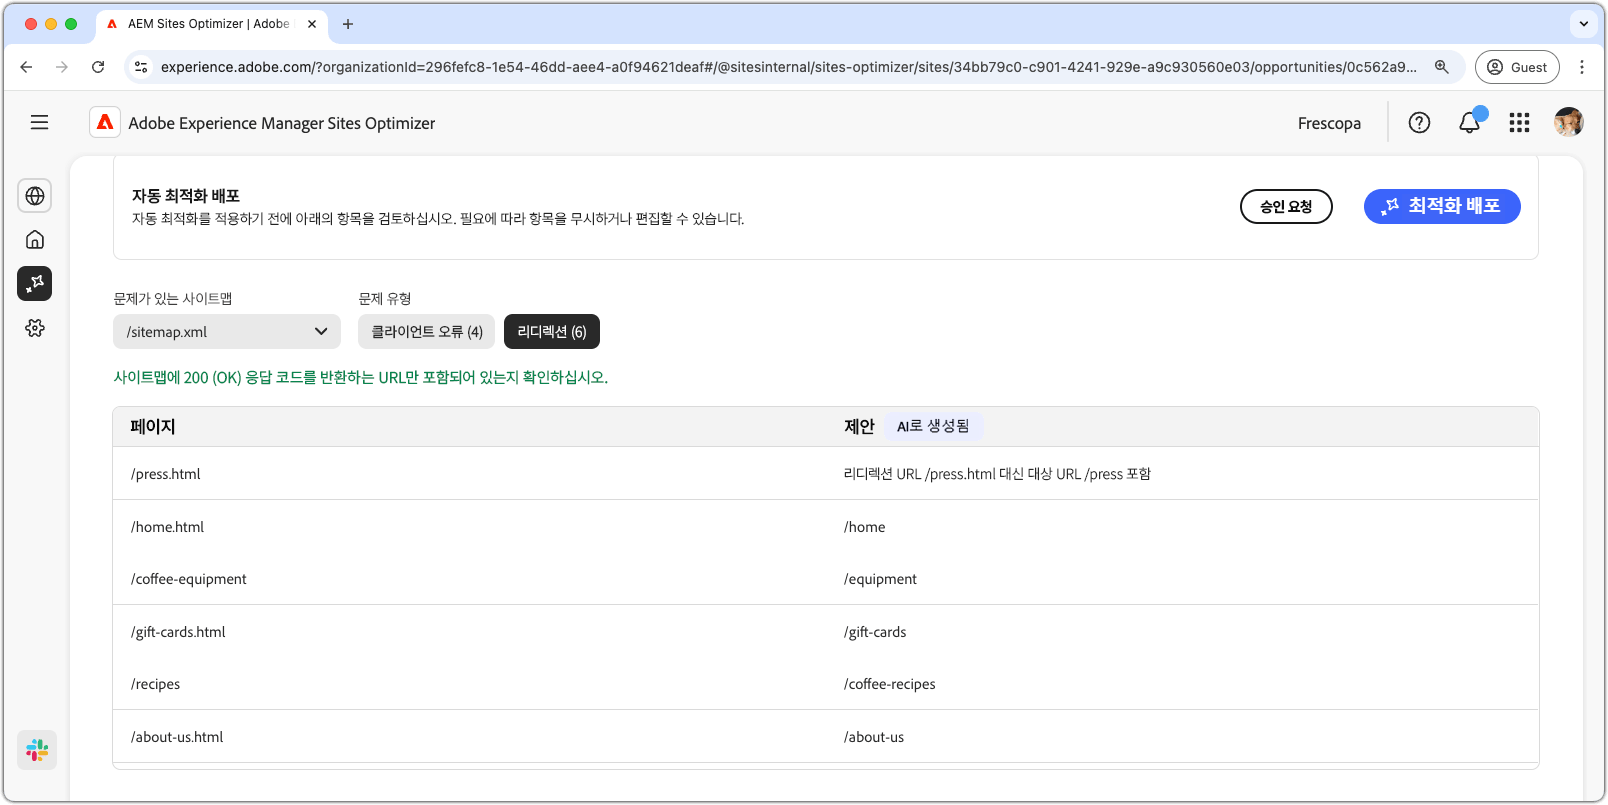 AEM Sites Optimizer | Adobe
experience.adobe.com/?organizationId=296fefc8-1e54-46dd-aee4-a0f94621deaf#/@sitesinternal/sites-optimizer/sites/34bb79c0-c901-4241-929e-a9c930560e03/opportunities/0c562a9...
Guest
Adobe Experience Manager Sites Optimizer
Frescopa
자동 최적화 배포
자동 최적화를 적용하기 전에 아래의 항목을 검토하십시오. 필요에 따라 항목을 무시하거나 편집할 수 있습니다.
승인 요청
최적화 배포
문제가 있는 사이트맵
문제 유형
/sitemap.xml
클라이언트 오류 (4)
리디렉션 (6)
사이트맵에 200 (OK) 응답 코드를 반환하는 URL만 포함되어 있는지 확인하십시오.
페이지
제안
AI로 생성됨
/press.html
리디렉션 URL /press.html 대신 대상 URL /press 포함
/home.html
/home
/coffee-equipment
/equipment
/gift-cards.html
/gift-cards
/recipes
/coffee-recipes
/about-us.html
/about-us